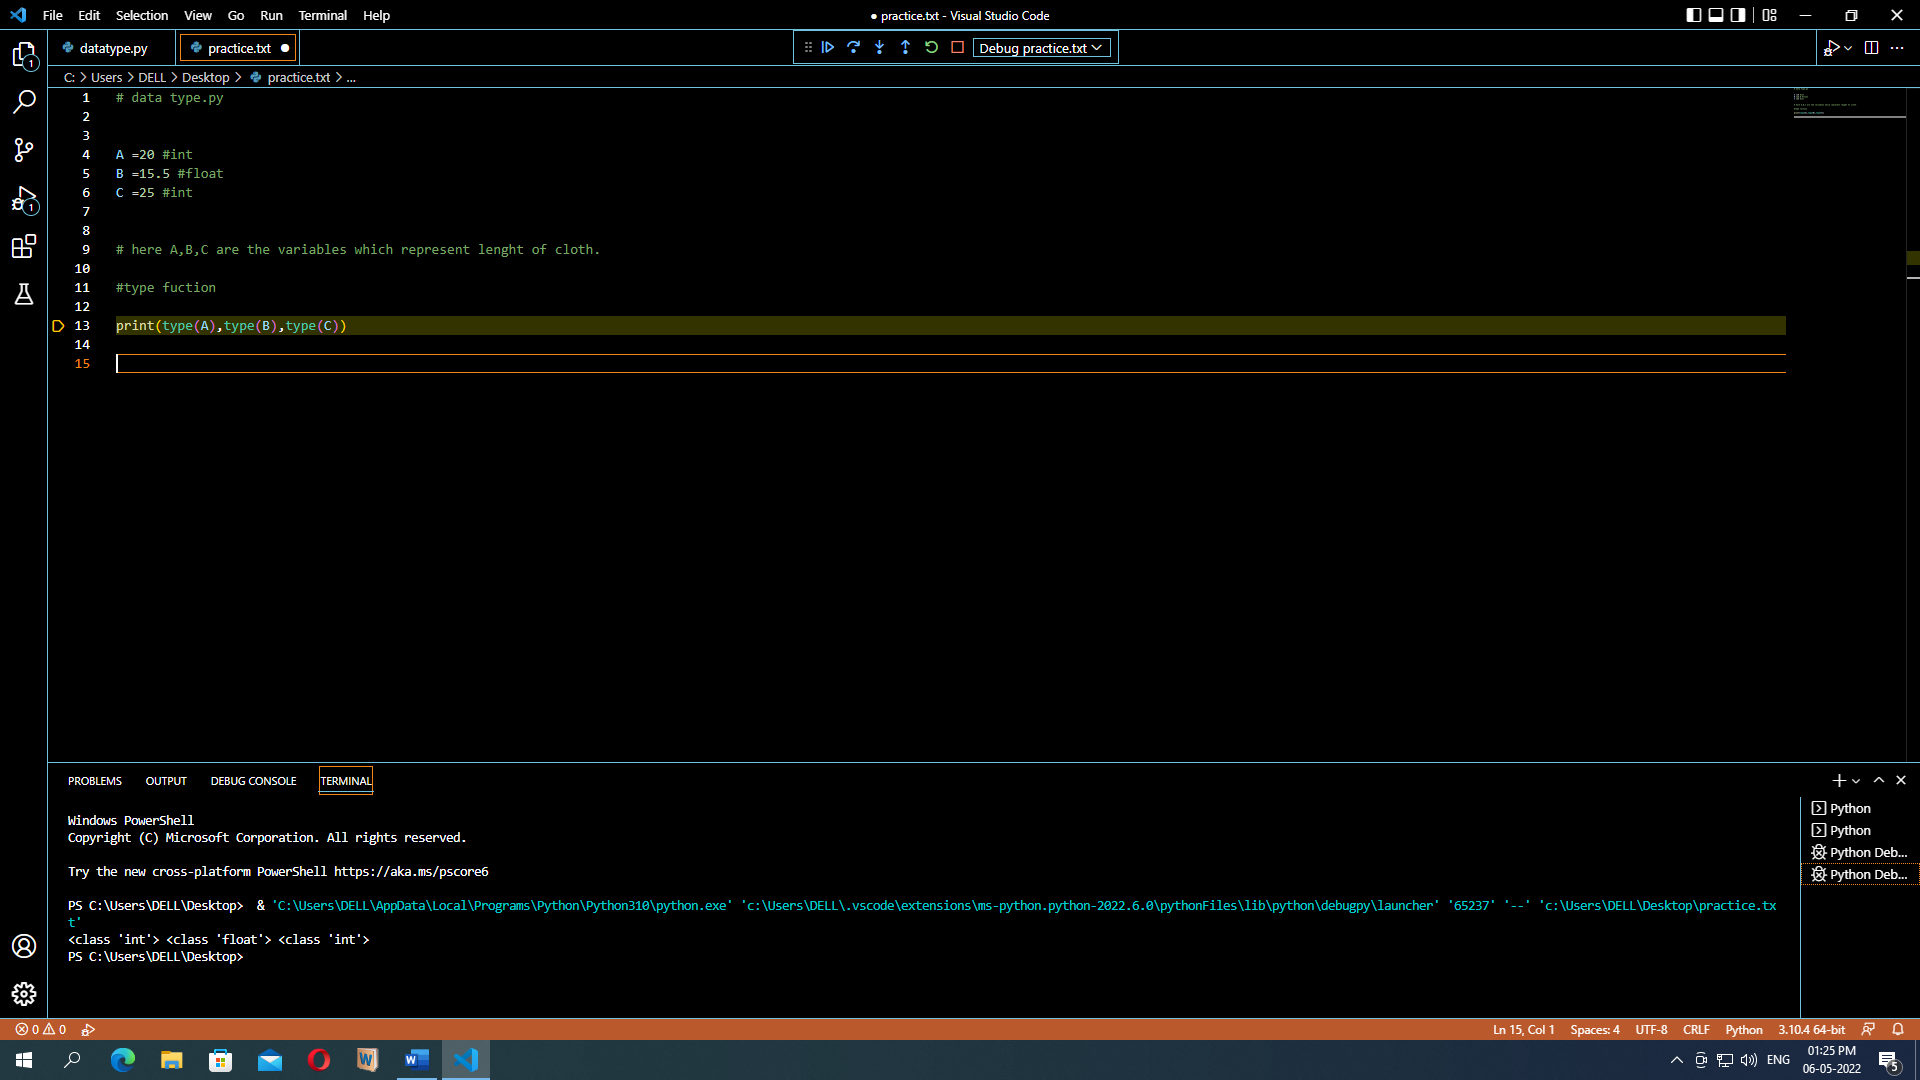 File Edit Selection View Go Run Terminal Help
● practice.txt - Visual Studio Code
datatype.py
practice.txt ●
Debug practice.txt
C: > Users > DELL > Desktop > practice.txt > ...
1 # data type.py
2
3
4 A =20 #int
5 B =15.5 #float
6 C =25 #int
7
8
9 # here A,B,C are the variables which represent lenght of cloth.
10
11 #type fuction
12
13 print(type(A),type(B),type(C))
14
15
1
1
PROBLEMS OUTPUT DEBUG CONSOLE TERMINAL
Windows PowerShell
Copyright (C) Microsoft Corporation. All rights reserved.
Try the new cross-platform PowerShell https://aka.ms/pscore6
PS C:\Users\DELL\Desktop>  & 'C:\Users\DELL\AppData\Local\Programs\Python\Python310\python.exe' 'c:\Users\DELL\.vscode\extensions\ms-python.python-2022.6.0\pythonFiles\lib\python\debugpy\launcher' '65237' '--' 'c:\Users\DELL\Desktop\practice.tx
t'
<class 'int'> <class 'float'> <class 'int'>
PS C:\Users\DELL\Desktop>
Python
Python
Python Deb...
Python Deb...
0 0
Ln 15, Col 1 Spaces: 4 UTF-8 CRLF Python 3.10.4 64-bit
W
W
ENG
01:25 PM
06-05-2022
5